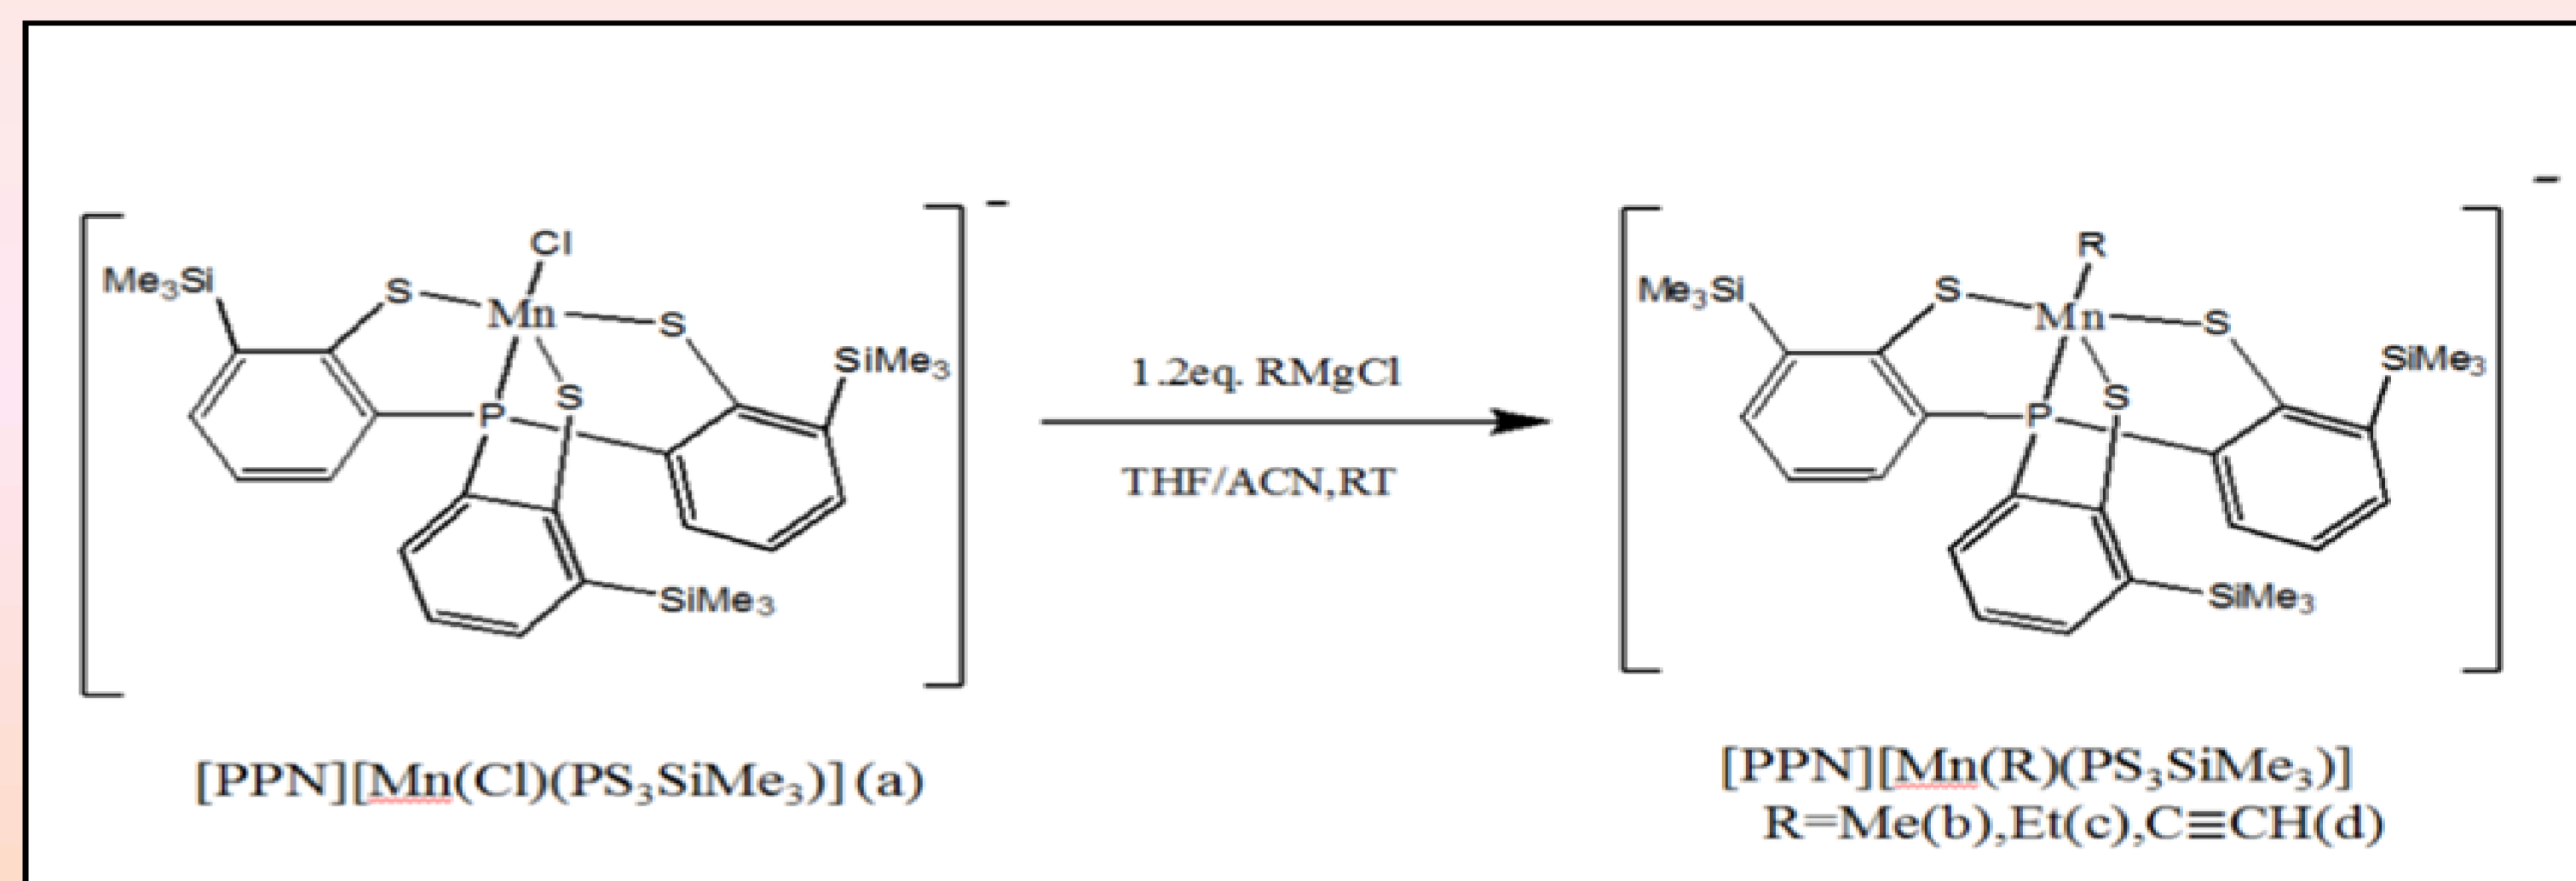 Cl
Me₃Si
S
Mn
S
SiMe₃
P
S
SiMe₃
–
[PPN][Mn(Cl)(PS₃SiMe₃)] (a)
1.2eq. RMgCl
THF/ACN,RT
R
Me₃Si
S
Mn
S
SiMe₃
P
S
SiMe₃
–
[PPN][Mn(R)(PS₃SiMe₃)]
R=Me(b),Et(c),C≡CH(d)